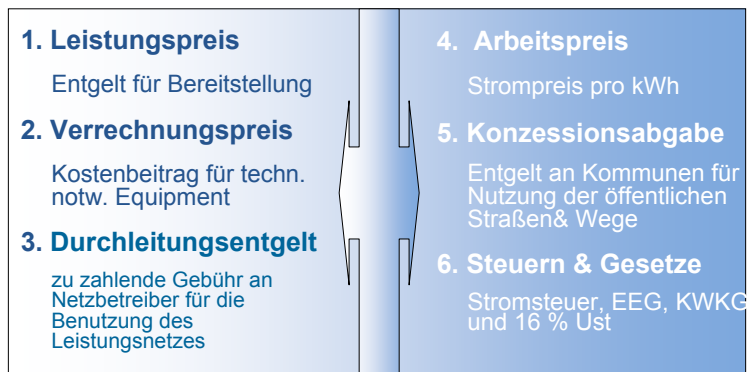 1. Leistungspreis
Entgelt für Bereitstellung
2. Verrechnungspreis
Kostenbeitrag für techn.
notw. Equipment
3. Durchleitungsentgelt
zu zahlende Gebühr an
Netzbetreiber für die
Benutzung des
Leistungsnetzes
4. Arbeitspreis
Strompreis pro kWh
5. Konzessionsabgabe
Entgelt an Kommunen für
Nutzung der öffentlichen
Straßen& Wege
6. Steuern & Gesetze
Stromsteuer, EEG, KWKG
und 16 % Ust